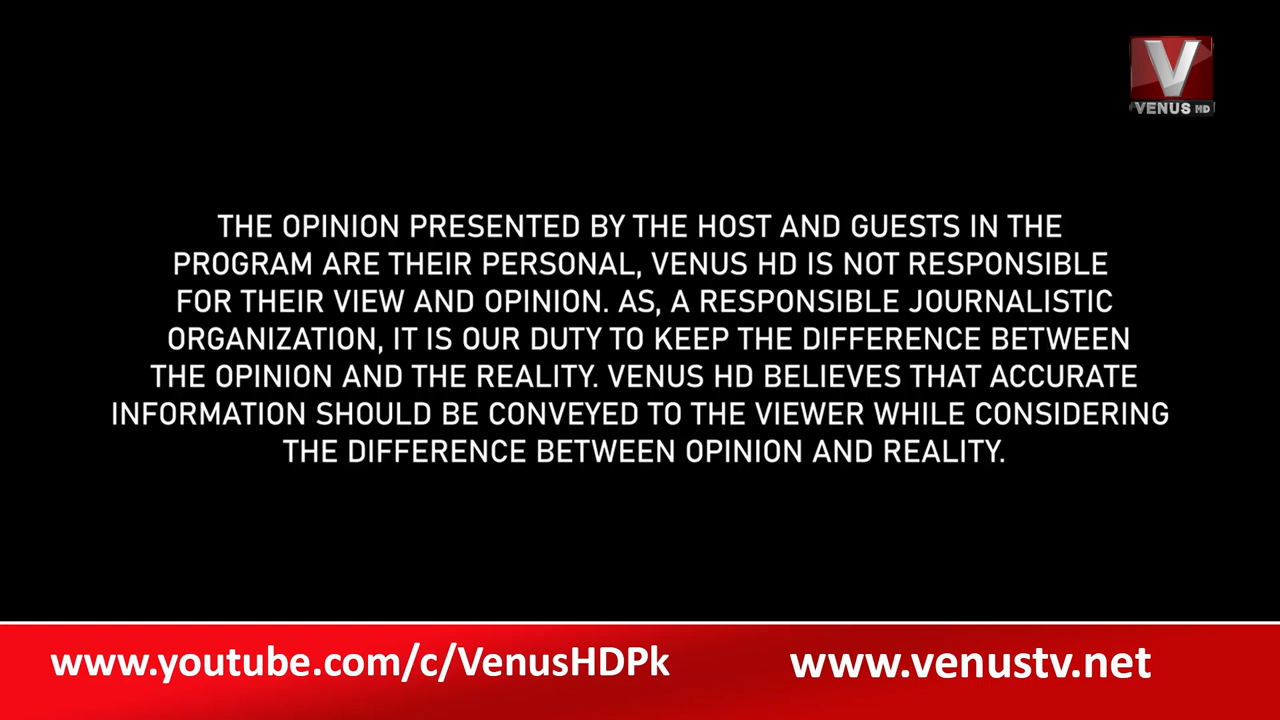 V
VENUS HD
THE OPINION PRESENTED BY THE HOST AND GUESTS IN THE
PROGRAM ARE THEIR PERSONAL, VENUS HD IS NOT RESPONSIBLE
FOR THEIR VIEW AND OPINION. AS, A RESPONSIBLE JOURNALISTIC
ORGANIZATION, IT IS OUR DUTY TO KEEP THE DIFFERENCE BETWEEN
THE OPINION AND THE REALITY. VENUS HD BELIEVES THAT ACCURATE
INFORMATION SHOULD BE CONVEYED TO THE VIEWER WHILE CONSIDERING
THE DIFFERENCE BETWEEN OPINION AND REALITY.
www.youtube.com/c/VenusHDPk
www.venustv.net